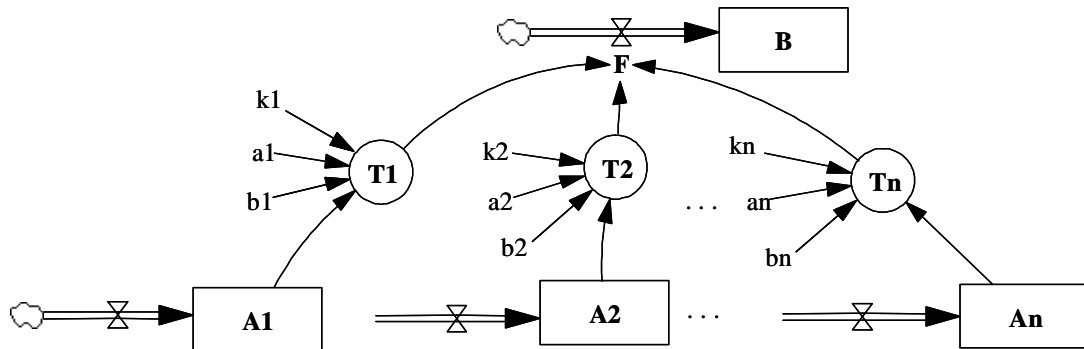 B
F
k1
a1
b1
T1
k2
a2
b2
T2
. . .
kn
an
bn
Tn
A1
A2
. . .
An